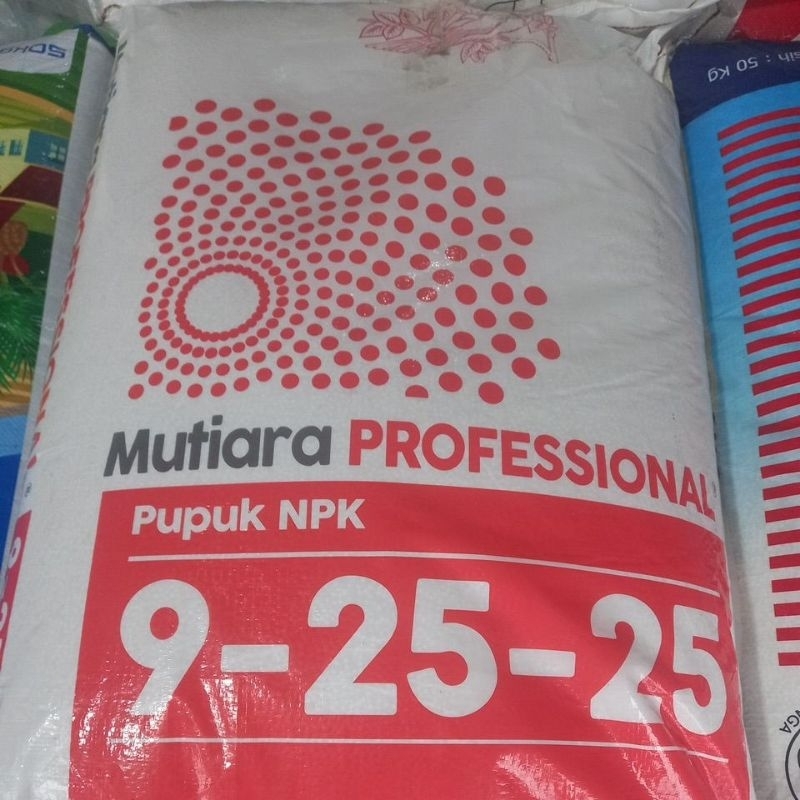 Mutiara PROFESSIONAL®
Pupuk NPK
9-25-25
: 50 Kg